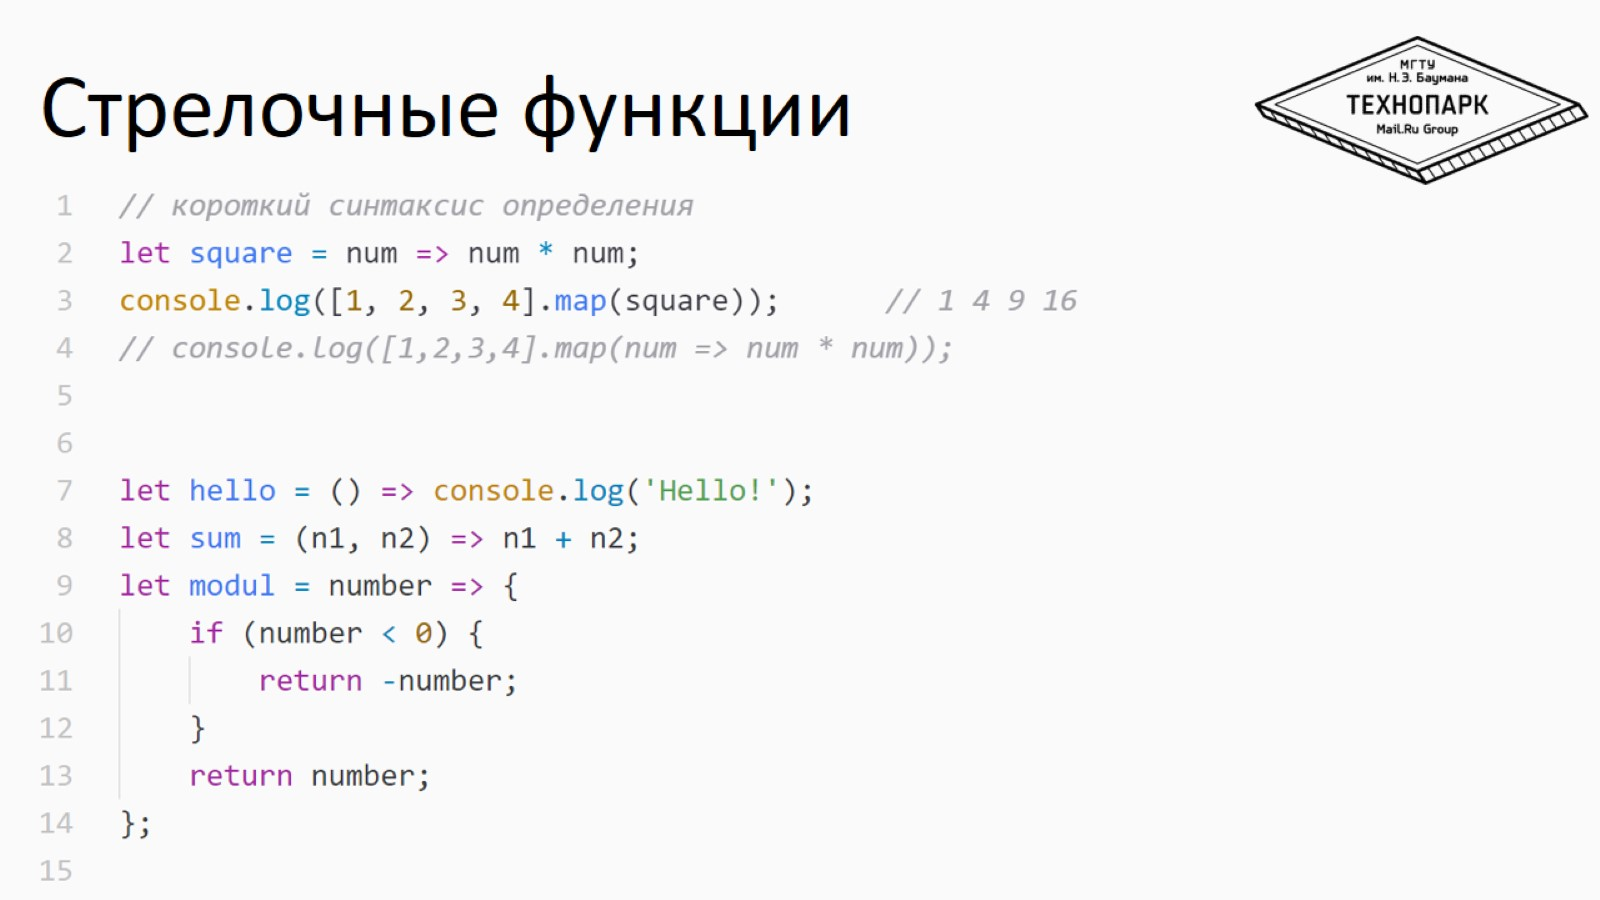 Стрелочные функции
МГТУ
им. Н.Э. Баумана
ТЕХНОПАРК
Mail.Ru Group
1 // короткий синтаксис определения
2 let square = num => num * num;
3 console.log([1, 2, 3, 4].map(square)); // 1 4 9 16
4 // console.log([1,2,3,4].map(num => num * num));
5
6
7 let hello = () => console.log('Hello!');
8 let sum = (n1, n2) => n1 + n2;
9 let modul = number => {
10 if (number < 0) {
11 return -number;
12 }
13 return number;
14 };
15